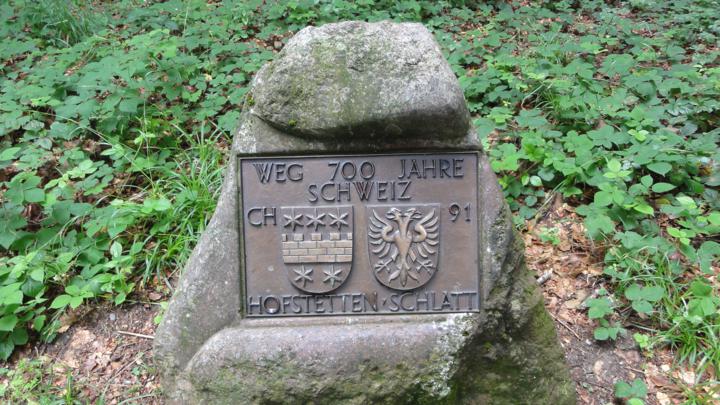 WEG 700 JAHRE
SCHWEIZ
CH 91
HOFSTETTEN · SCHLATT